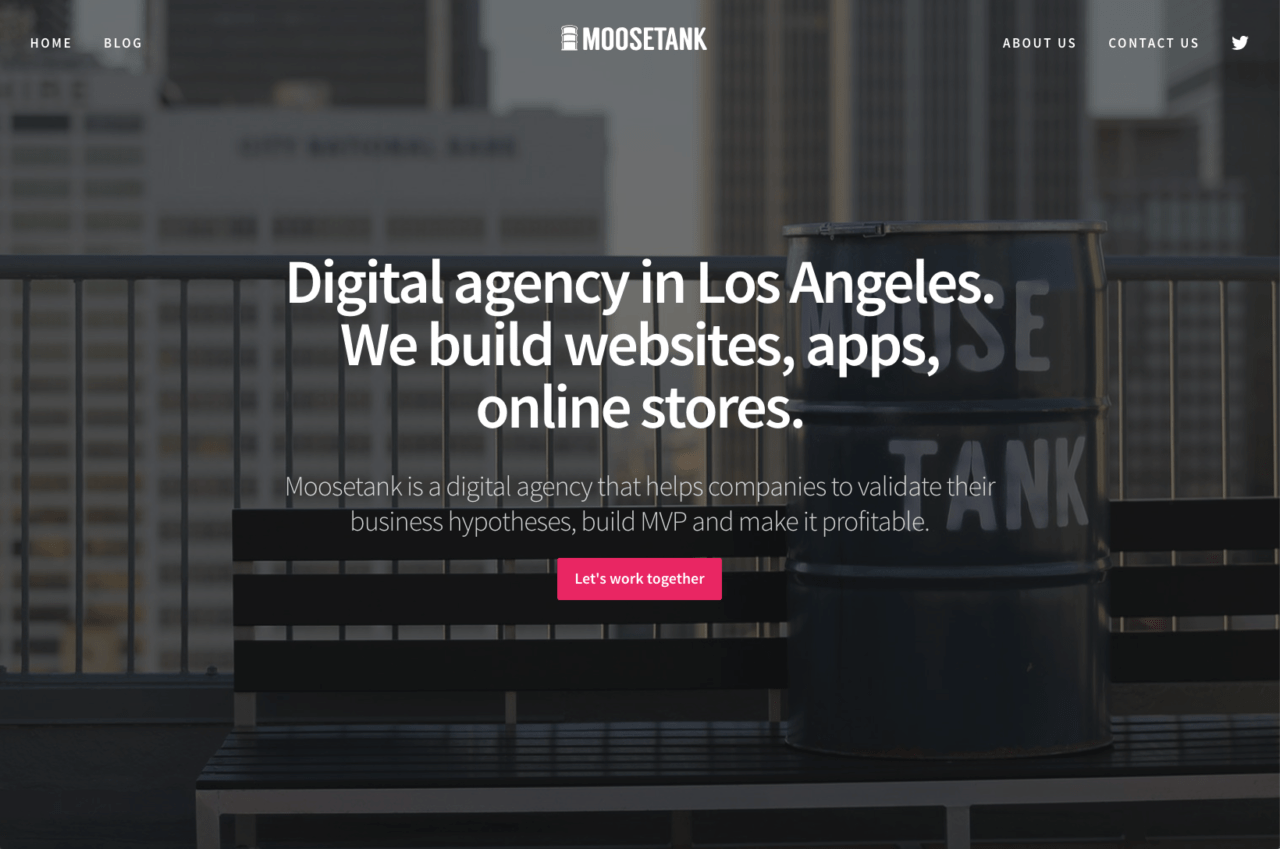 HOME
BLOG
MOOSETANK
ABOUT US
CONTACT US
CITY NATIONAL BANK
Digital agency in Los Angeles.
We build websites, apps,
online stores.
MOOSE
TANK
Moosetank is a digital agency that helps companies to validate their
business hypotheses, build MVP and make it profitable.
Let's work together